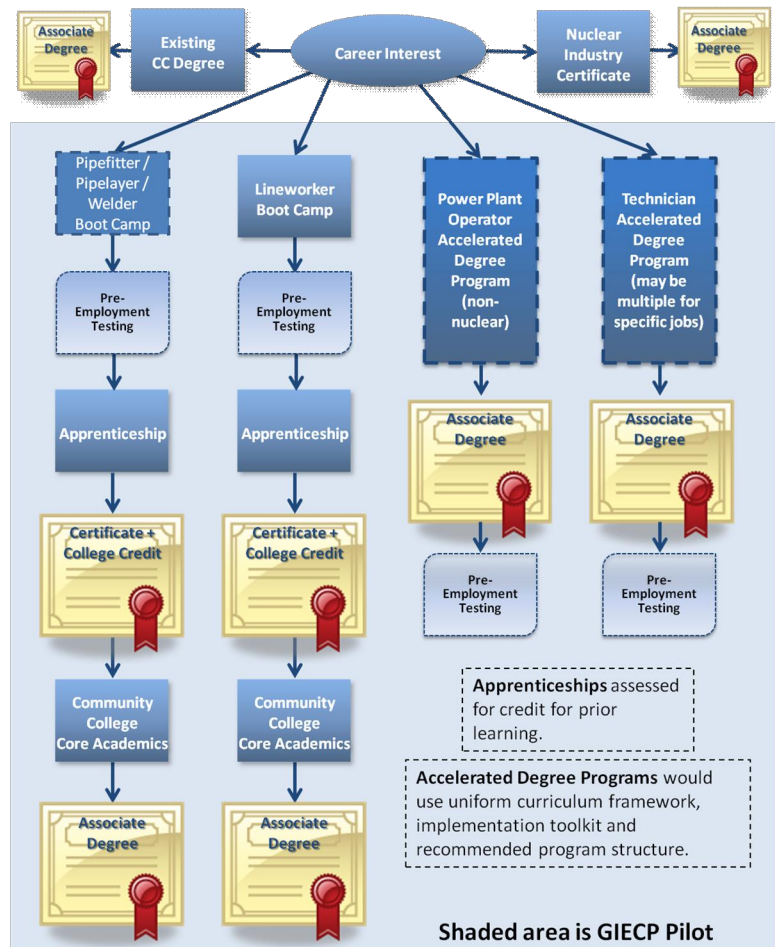 Associate
Degree
Existing
CC Degree
Career Interest
Nuclear
Industry
Certificate
Associate
Degree
Pipefitter /
Pipelayer /
Welder
Boot Camp
Lineworker
Boot Camp
Power Plant
Operator
Accelerated
Degree
Program
(non-
nuclear)
Technician
Accelerated
Degree
Program
(may be
multiple for
specific jobs)
Pre-
Employment
Testing
Pre-
Employment
Testing
Apprenticeship
Apprenticeship
Associate
Degree
Associate
Degree
Certificate +
College Credit
Certificate +
College Credit
Pre-
Employment
Testing
Pre-
Employment
Testing
Community
College
Core Academics
Community
College
Core Academics
Apprenticeships assessed
for credit for prior
learning.
Accelerated Degree Programs would
use uniform curriculum framework,
implementation toolkit and
recommended program structure.
Associate
Degree
Associate
Degree
Shaded area is GIECP Pilot